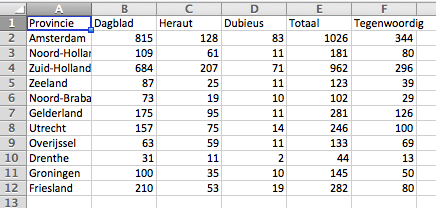 A B C D E F
1 Provincie Dagblad Heraut Dubieus Totaal Tegenwoordig
2 Amsterdam 815 128 83 1026 344
3 Noord-Hollar 109 61 11 181 80
4 Zuid-Holland 684 207 71 962 296
5 Zeeland 87 25 11 123 39
6 Noord-Braba 73 19 10 102 29
7 Gelderland 175 95 11 281 126
8 Utrecht 157 75 14 246 100
9 Overijssel 63 59 11 133 69
10 Drenthe 31 11 2 44 13
11 Groningen 100 35 10 145 50
12 Friesland 210 53 19 282 80
13